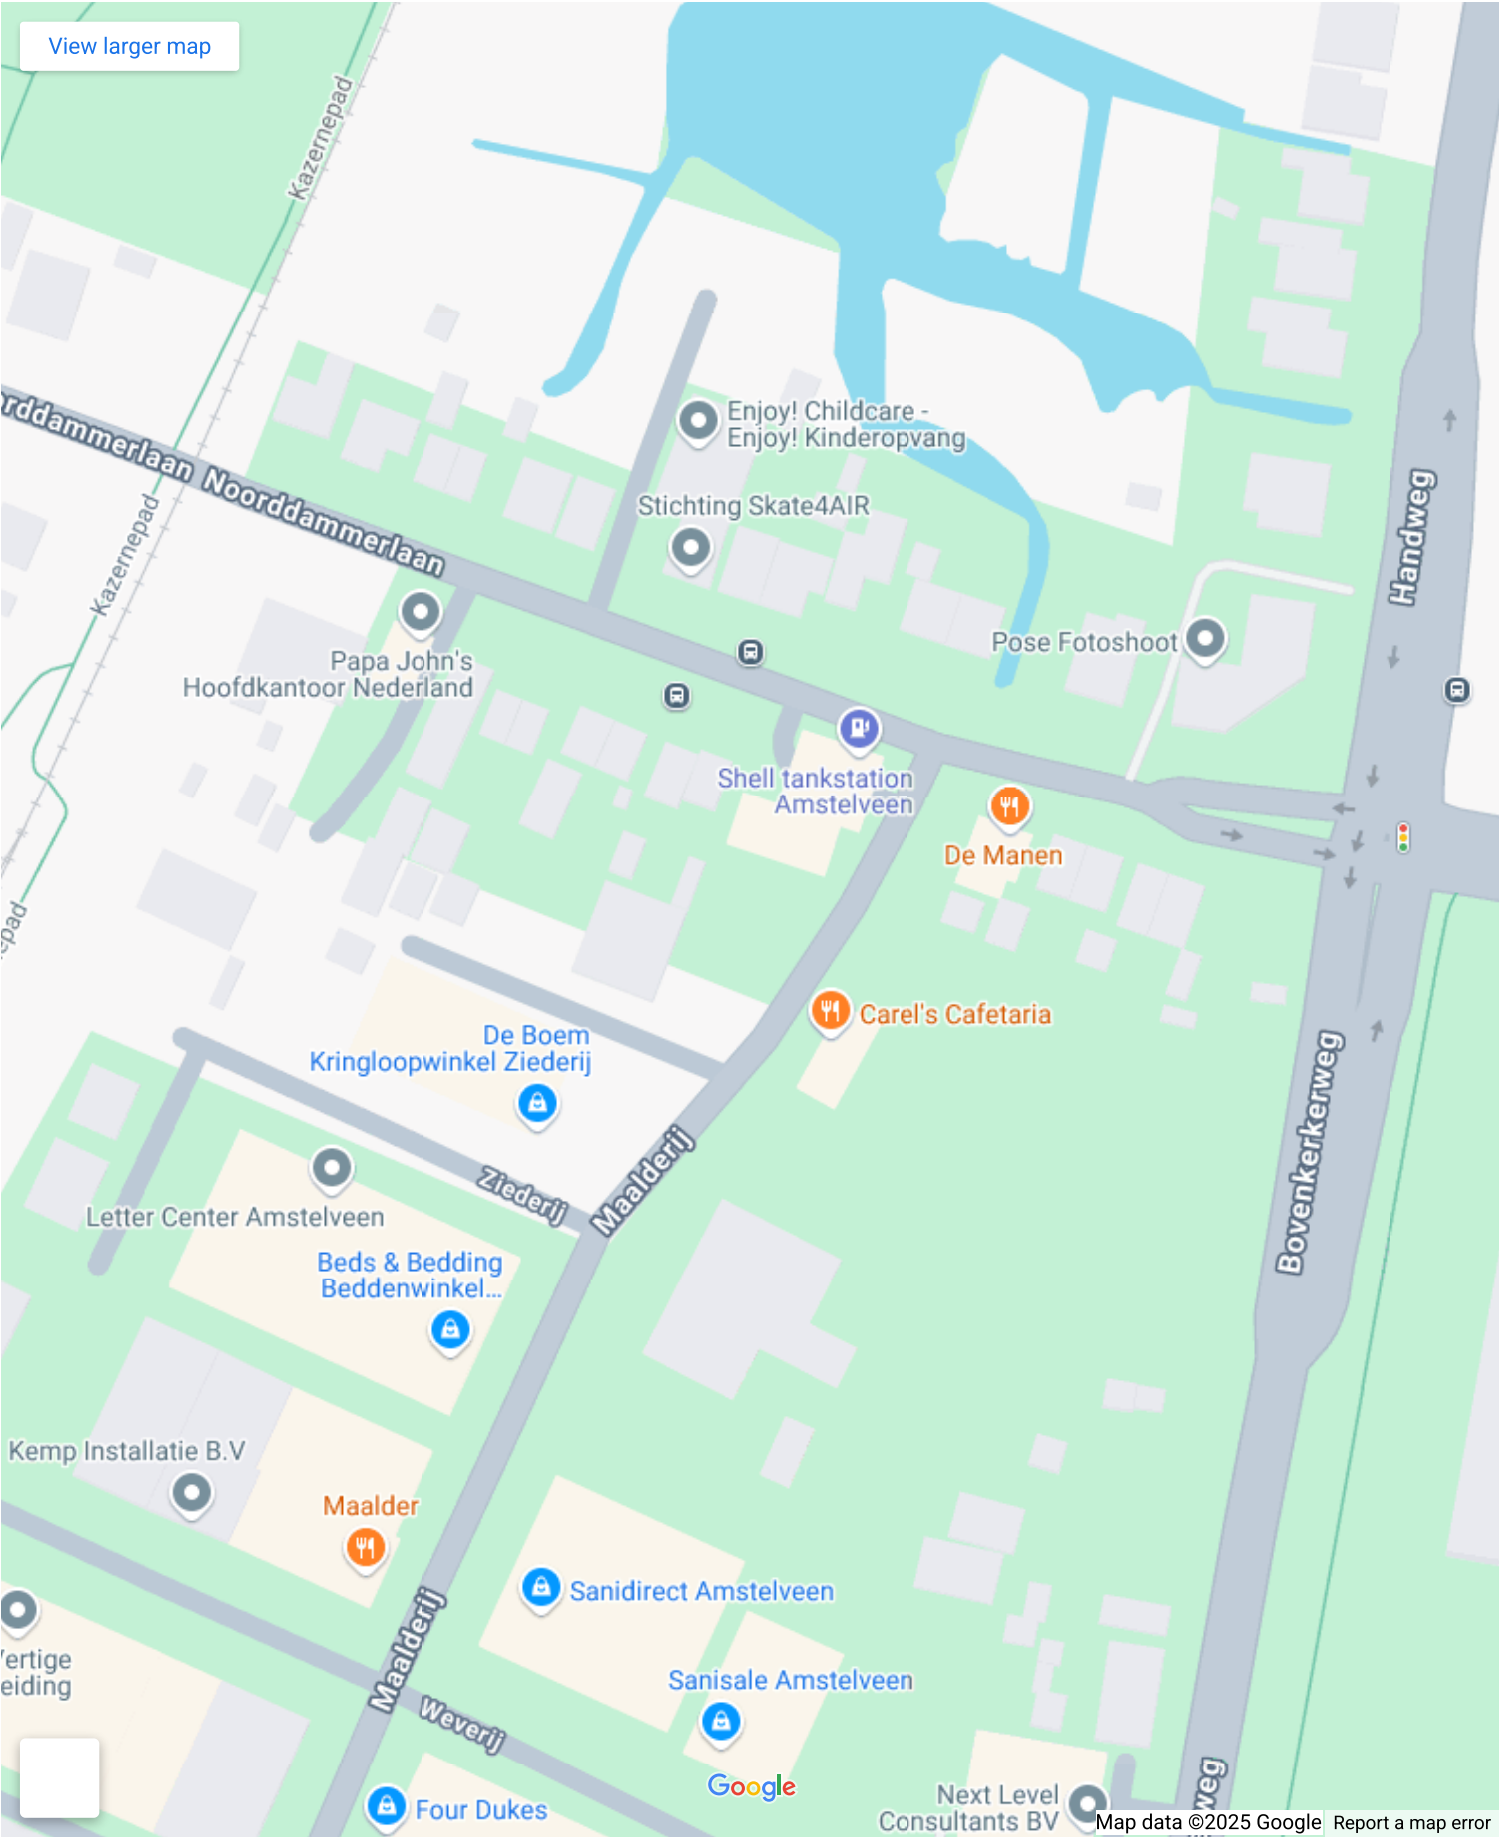 View larger map
Kazernepad
orddammerlaan
Noorddammerlaan
Enjoy! Childcare -
Enjoy! Kinderopvang
Stichting Skate4AIR
Handweg
Kazernepad
Papa John's
Hoofdkantoor Nederland
Pose Fotoshoot
Shell tankstation
Amstelveen
De Manen
epad
Carel's Cafetaria
De Boem
Kringloopwinkel Ziederij
Maalderij
Ziederij
Bovenkerkerweg
Letter Center Amstelveen
Beds & Bedding
Beddenwinkel...
Kemp Installatie B.V
Maalder
Sanidirect Amstelveen
Maalderij
ertige
eiding
Sanisale Amstelveen
Weverij
Google
Four Dukes
Next Level
Consultants BV
weg
Map data ©2025 Google
Report a map error